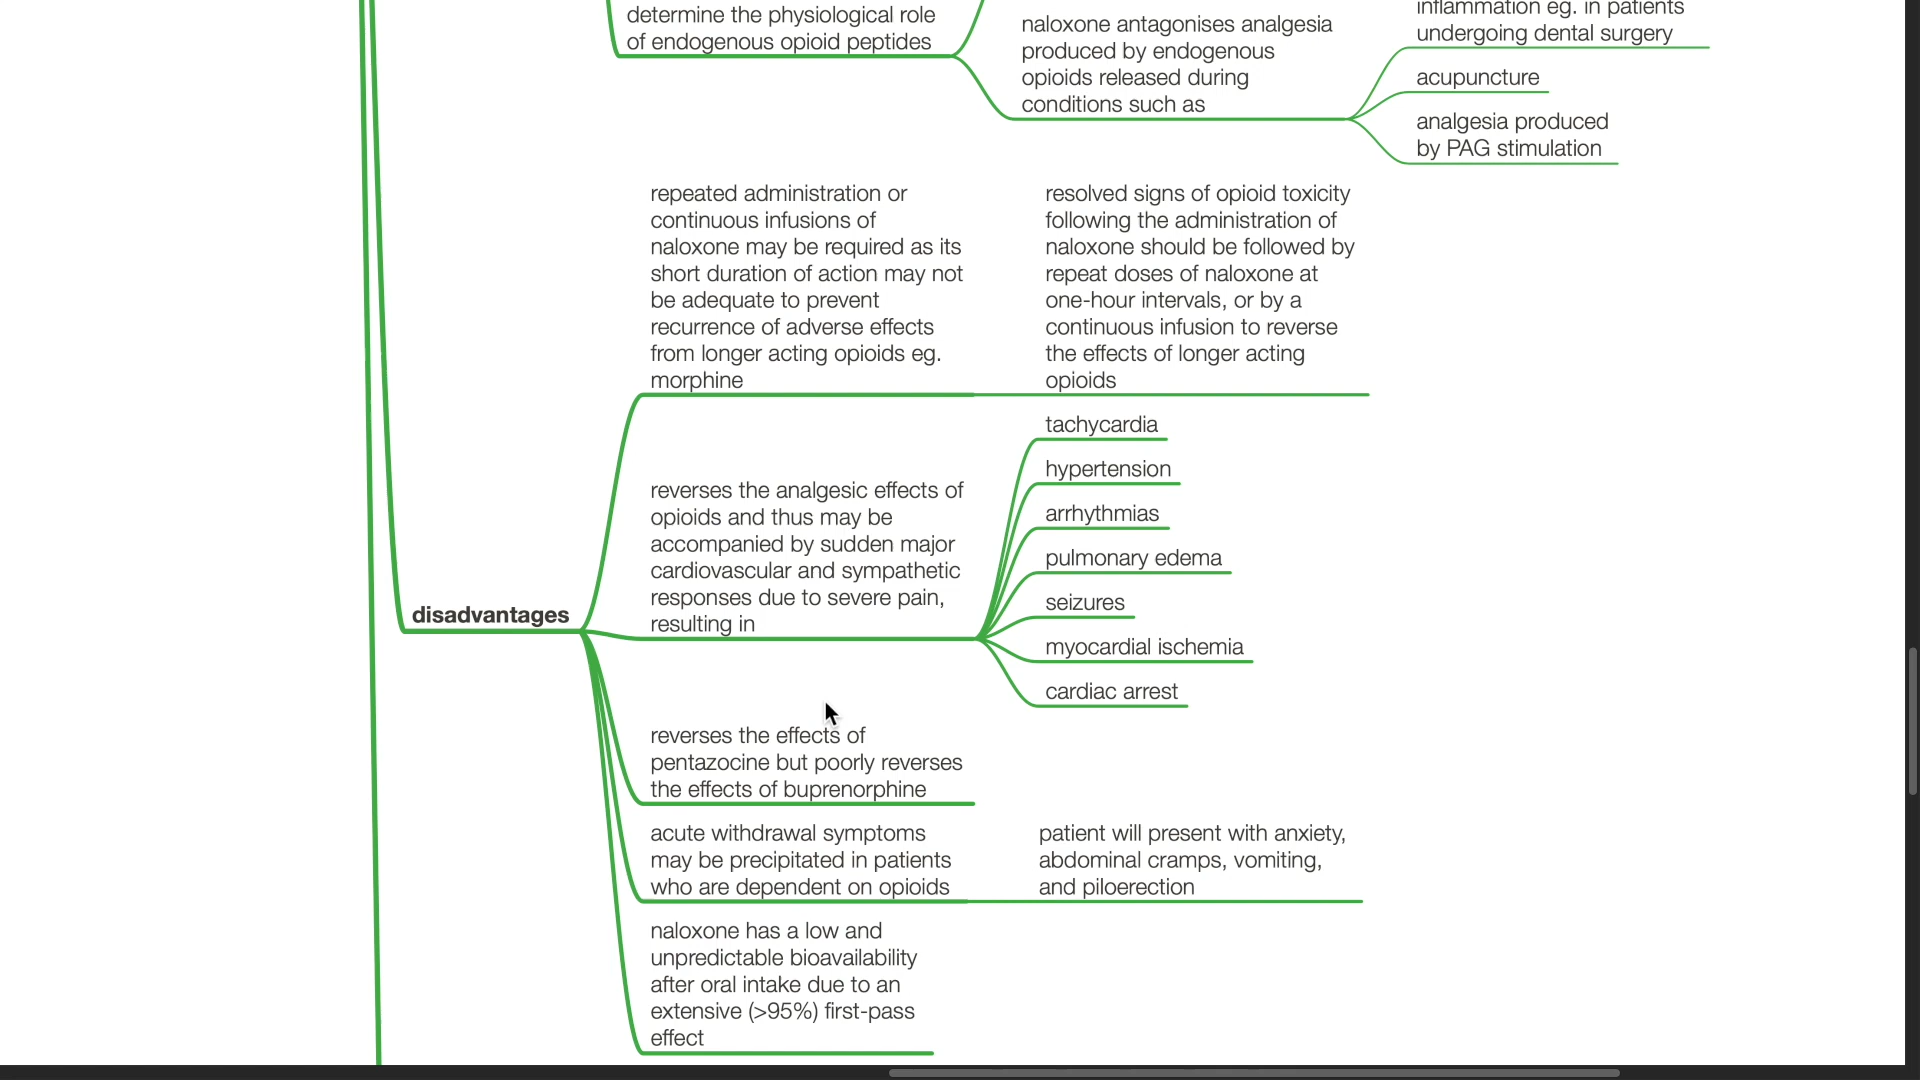 determine the physiological role
of endogenous opioid peptides
naloxone antagonises analgesia
produced by endogenous
opioids released during
conditions such as
inflammation eg. in patients
undergoing dental surgery
acupuncture
analgesia produced
by PAG stimulation
disadvantages
repeated administration or
continuous infusions of
naloxone may be required as its
short duration of action may not
be adequate to prevent
recurrence of adverse effects
from longer acting opioids eg.
morphine
resolved signs of opioid toxicity
following the administration of
naloxone should be followed by
repeat doses of naloxone at
one-hour intervals, or by a
continuous infusion to reverse
the effects of longer acting
opioids
reverses the analgesic effects of
opioids and thus may be
accompanied by sudden major
cardiovascular and sympathetic
responses due to severe pain,
resulting in
tachycardia
hypertension
arrhythmias
pulmonary edema
seizures
myocardial ischemia
cardiac arrest
reverses the effects of
pentazocine but poorly reverses
the effects of buprenorphine
acute withdrawal symptoms
may be precipitated in patients
who are dependent on opioids
patient will present with anxiety,
abdominal cramps, vomiting,
and piloerection
naloxone has a low and
unpredictable bioavailability
after oral intake due to an
extensive (>95%) first-pass
effect